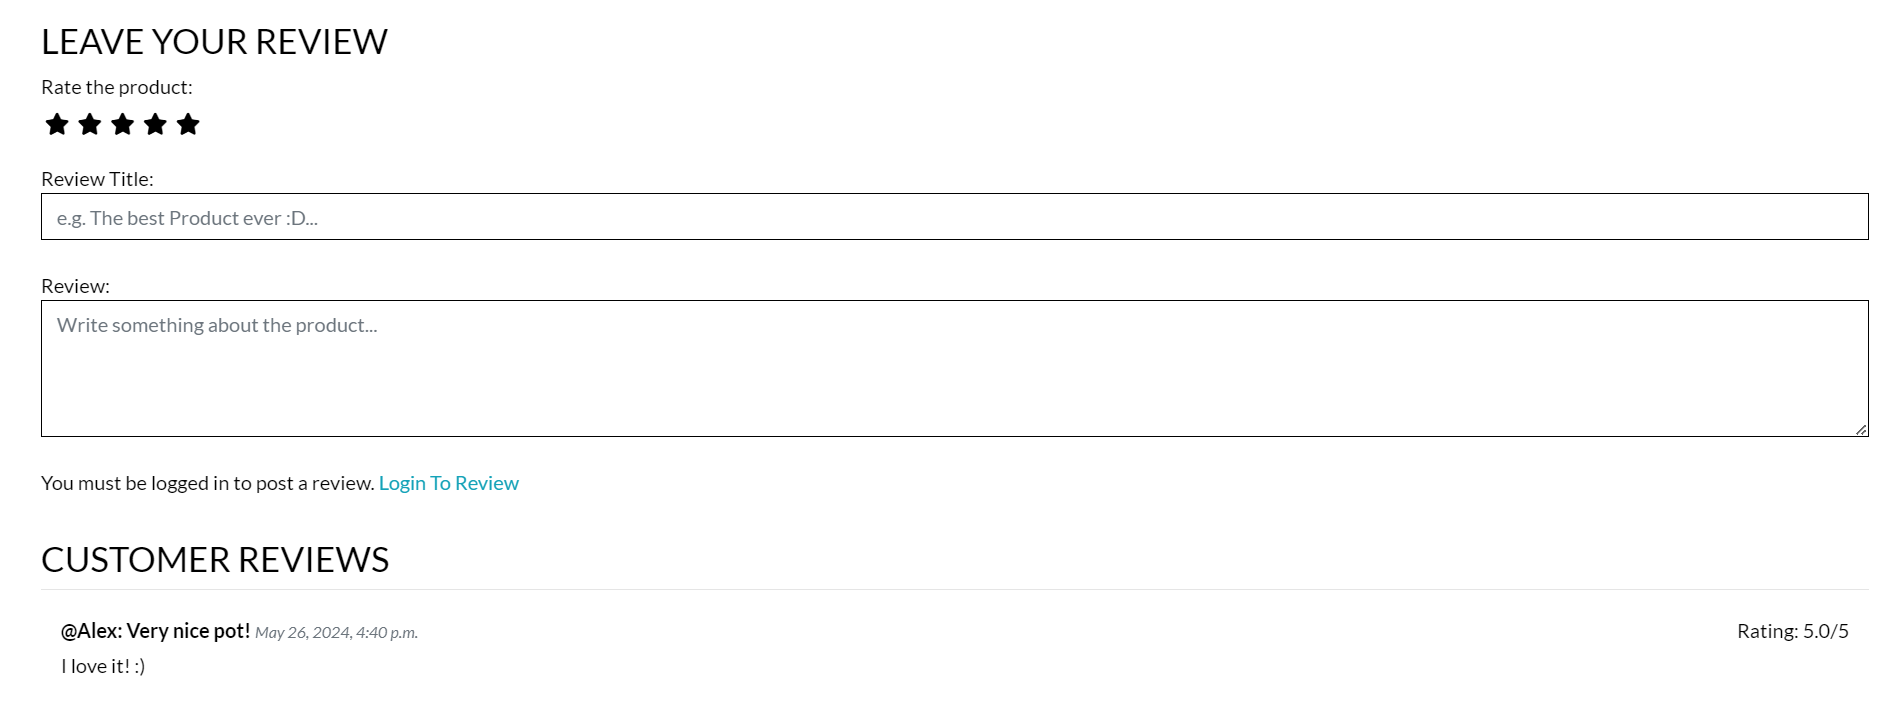 LEAVE YOUR REVIEW
Rate the product:
Review Title:
e.g. The best Product ever :D...
Review:
Write something about the product...
You must be logged in to post a review. Login To Review
CUSTOMER REVIEWS
@Alex: Very nice pot! May 26, 2024, 4:40 p.m. Rating: 5.0/5
I love it! :)